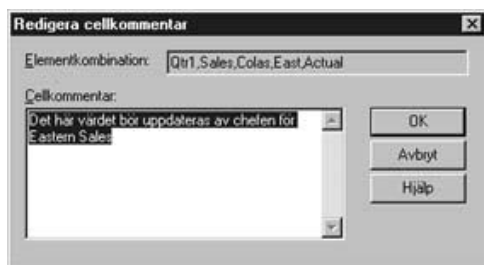 Redigera cellkommentar
Elementkombination: Qtr1,Sales,Colas,East,Actual
Cellkommentar:
Det här värdet bör uppdateras av chefen för
Eastern Sales
OK
Avbryt
Hjälp